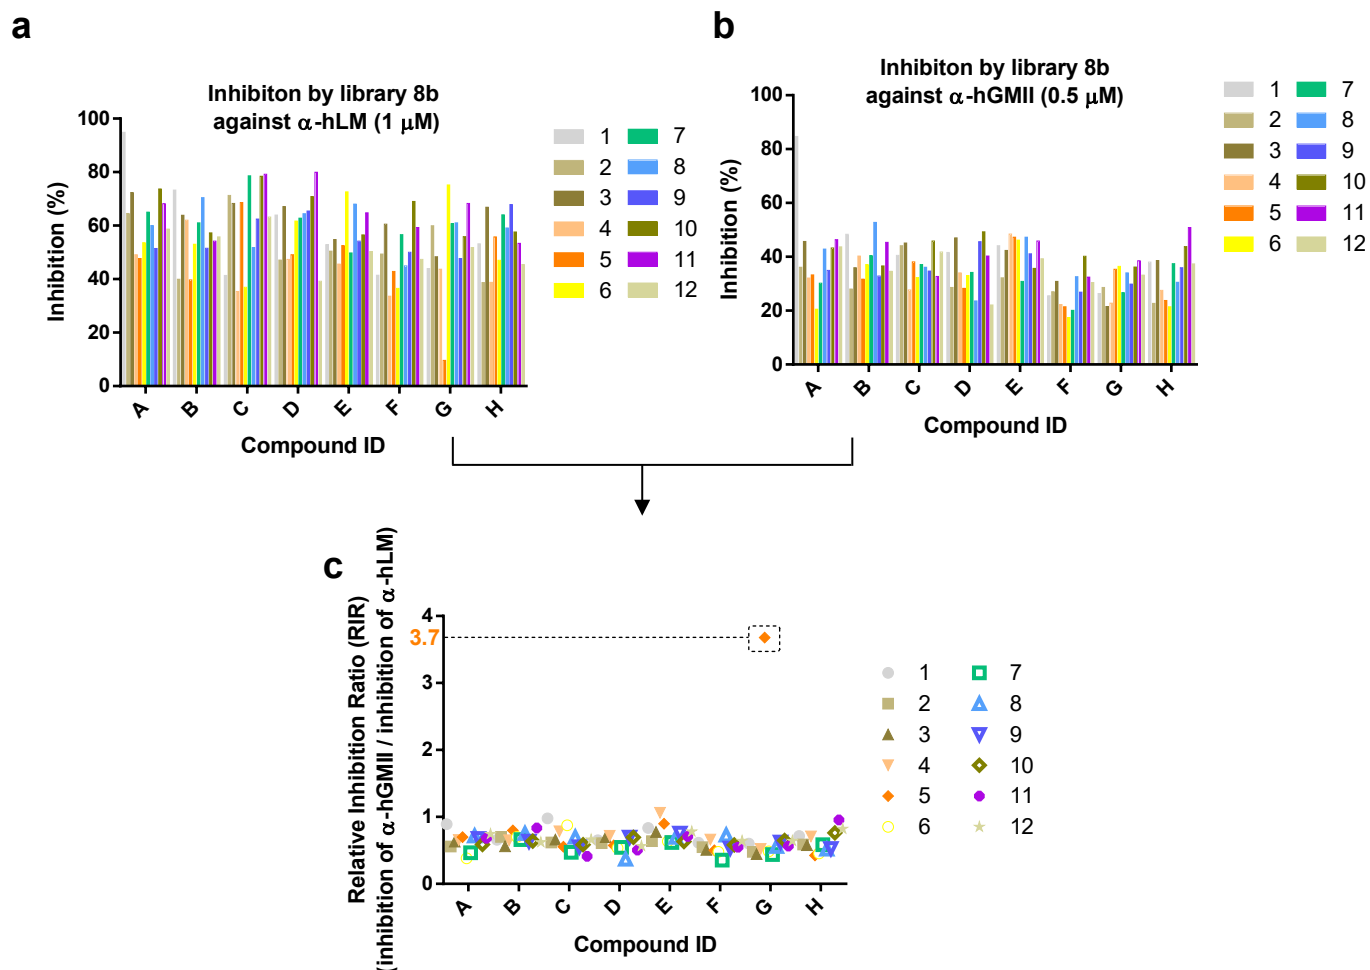 a
Inhibiton by library 8b
against α-hLM (1 μM)
Inhibition (%)
100
80
60
40
20
0
A B C D E F G H
Compound ID
1 7
2 8
3 9
4 10
5 11
6 12
b
Inhibiton by library 8b
against α-hGMII (0.5 μM)
Inhibition (%)
100
80
60
40
20
0
A B C D E F G H
Compound ID
1 7
2 8
3 9
4 10
5 11
6 12
c
Relative Inhibition Ratio (RIR)
(inhibition of α-hGMII / inhibition of α-hLM)
4
3.7
3
2
1
0
A B C D E F G H
Compound ID
1 7
2 8
3 9
4 10
5 11
6 12